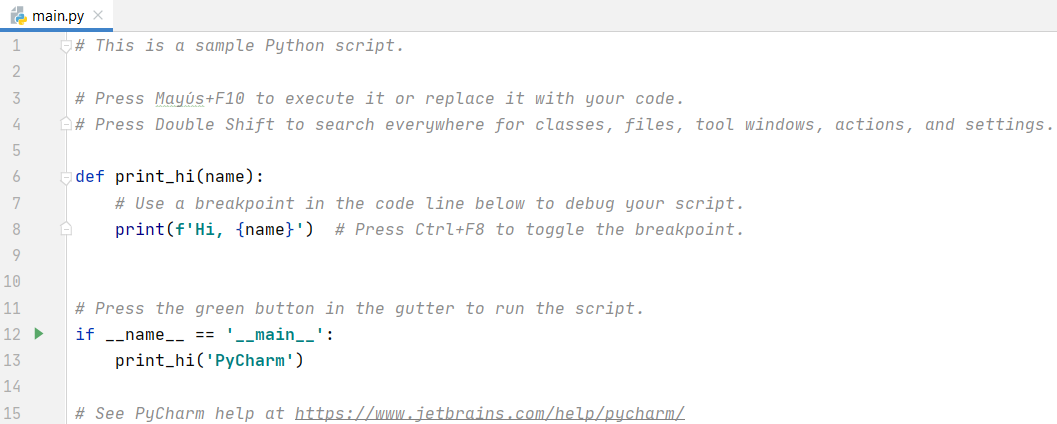 main.py
1 # This is a sample Python script.
2
3 # Press Mayús+F10 to execute it or replace it with your code.
4 # Press Double Shift to search everywhere for classes, files, tool windows, actions, and settings.
5
6 def print_hi(name):
7     # Use a breakpoint in the code line below to debug your script.
8     print(f'Hi, {name}')  # Press Ctrl+F8 to toggle the breakpoint.
9
10
11 # Press the green button in the gutter to run the script.
12 if __name__ == '__main__':
13     print_hi('PyCharm')
14
15 # See PyCharm help at https://www.jetbrains.com/help/pycharm/